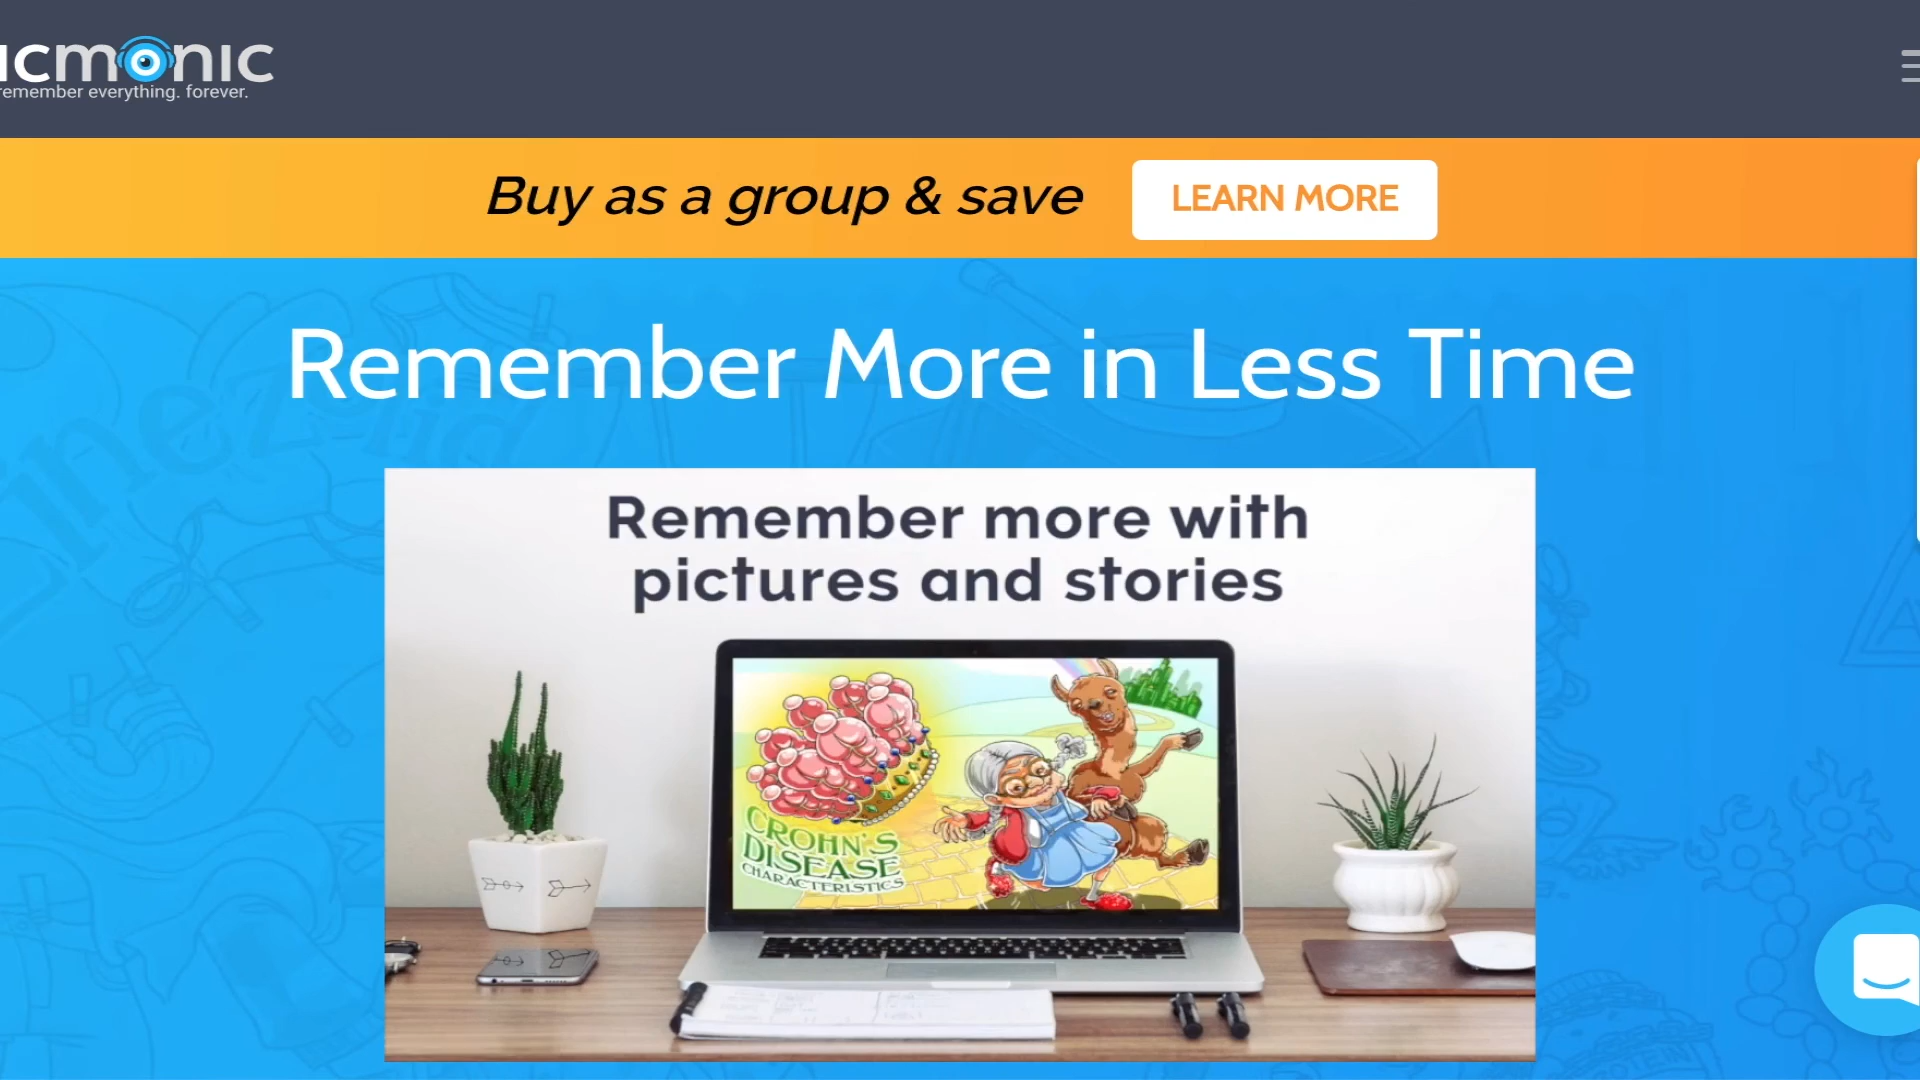 icmonic
remember everything. forever.
Buy as a group & save
LEARN MORE
Remember More in Less Time
Remember more with
pictures and stories
CROHN'S
DISEASE
CHARACTERISTICS